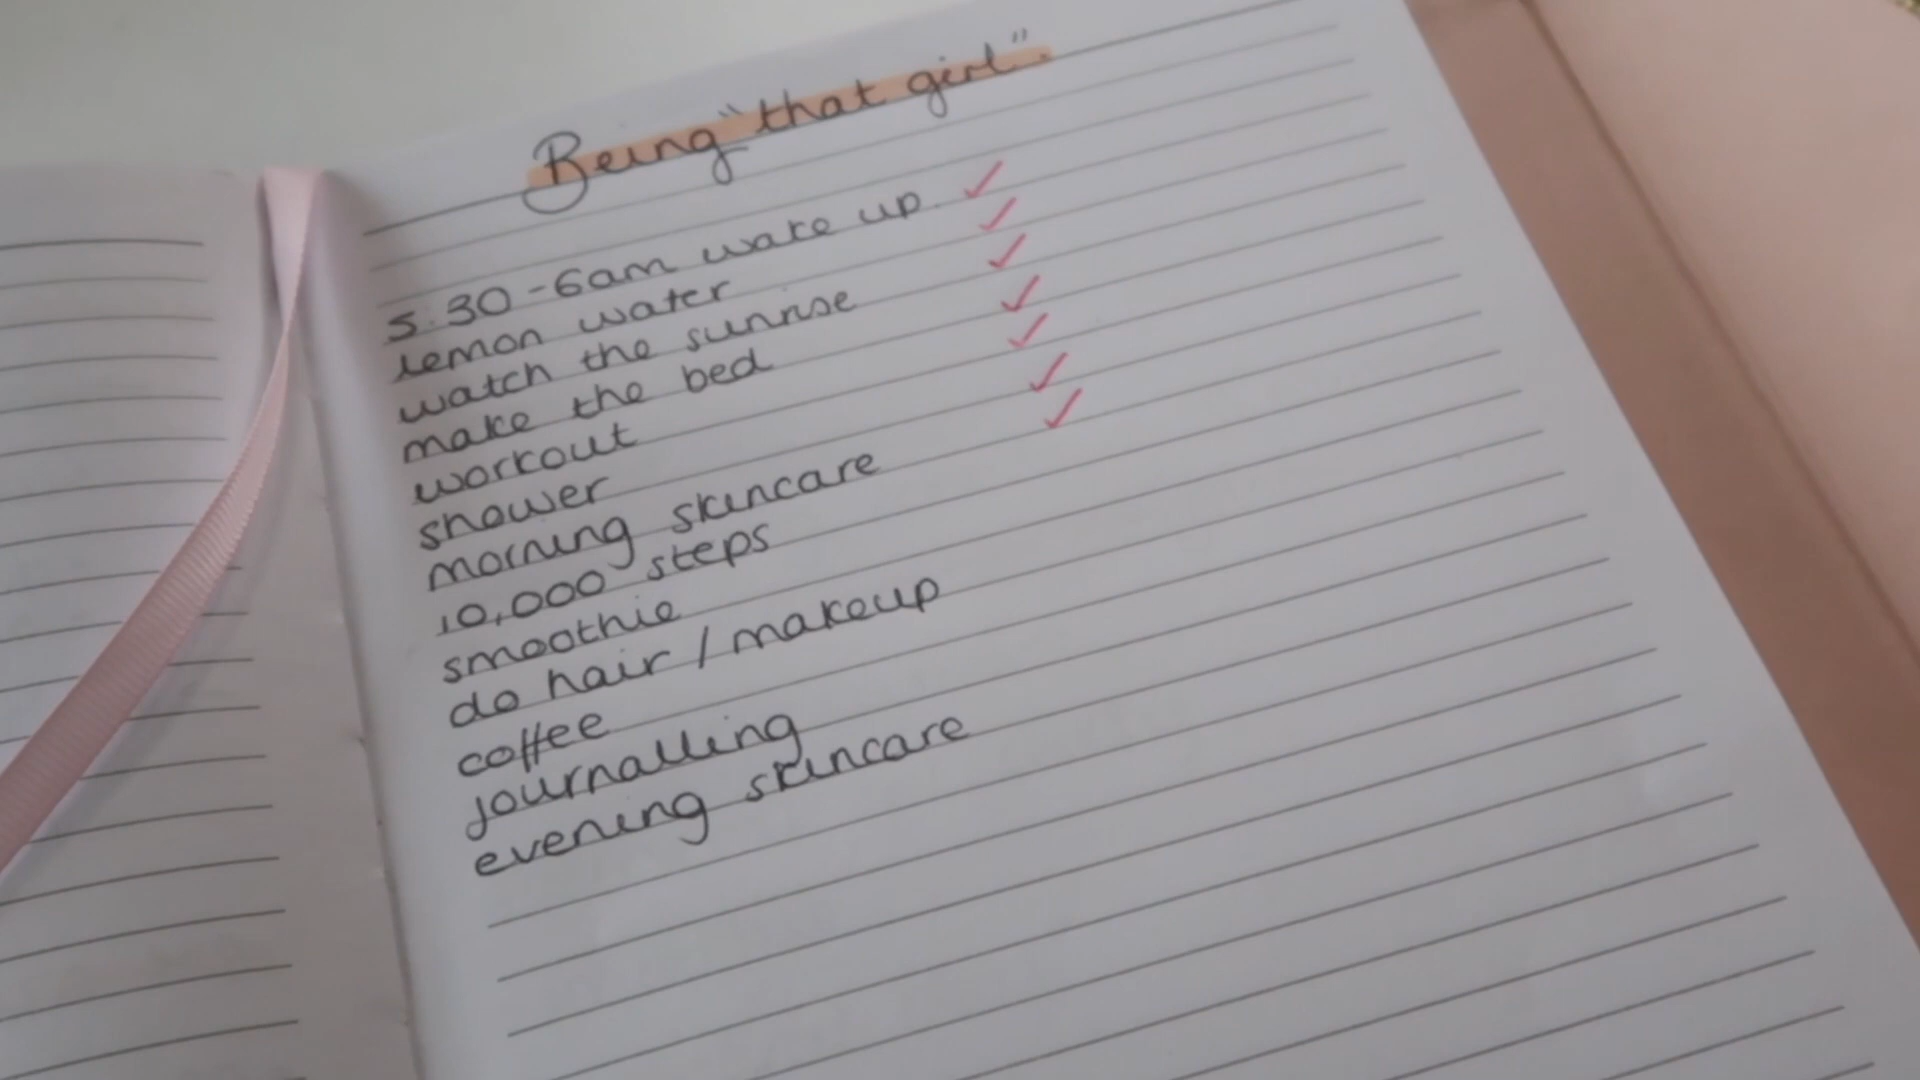 Being "that girl".
5.30-6am wake up ✓
lemon water ✓
watch the sunrise ✓
make the bed ✓
workout ✓
shower ✓
morning skincare ✓
10,000 steps
smoothie
do hair / makeup
coffee
journalling
evening skincare